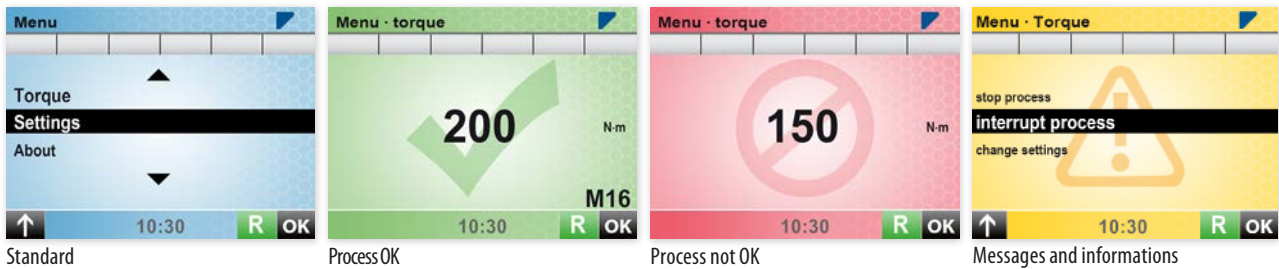 Menu
Torque
Settings
About
10:30 R OK
Standard
Menu · torque
200 N·m
M16
10:30 R OK
Process OK
Menu · torque
150 N·m
10:30 R OK
Process not OK
Menu · Torque
stop process
interrupt process
change settings
10:30 R OK
Messages and informations